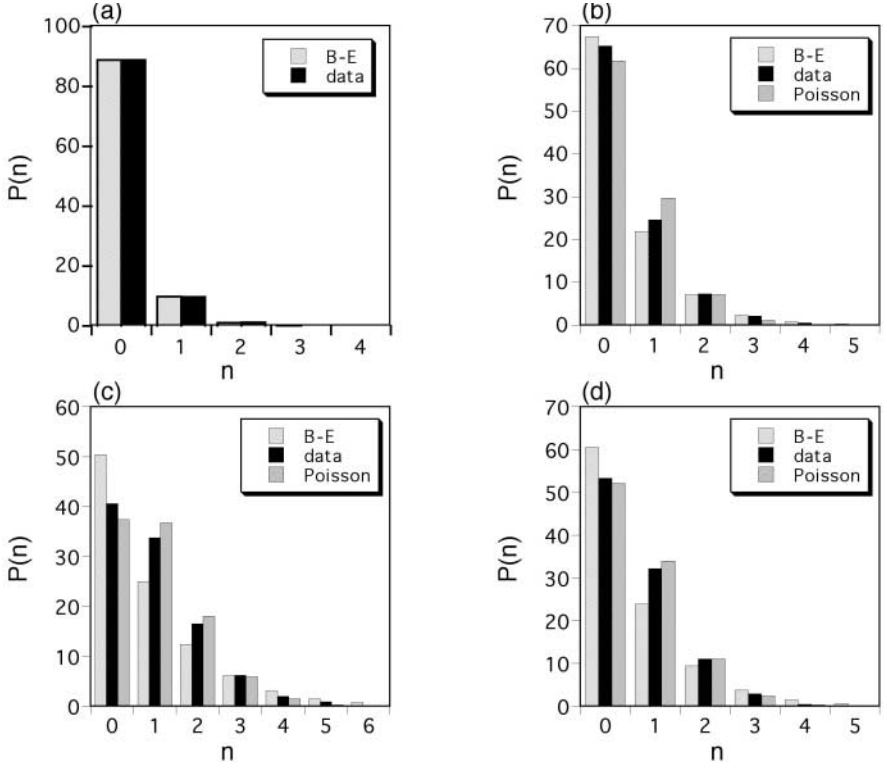 (a)
100
80
60
40
20
0
P(n)
B-E
data
0 1 2 3 4
n
(b)
70
60
50
40
30
20
10
0
P(n)
B-E
data
Poisson
0 1 2 3 4 5
n
(c)
60
50
40
30
20
10
0
P(n)
B-E
data
Poisson
0 1 2 3 4 5 6
n
(d)
70
60
50
40
30
20
10
0
P(n)
B-E
data
Poisson
0 1 2 3 4 5
n